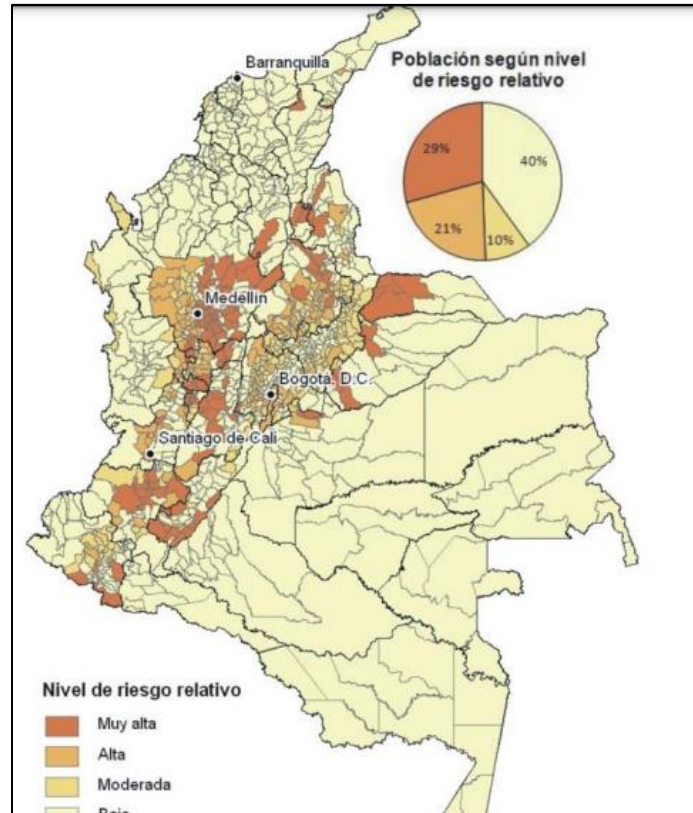 Barranquilla
Población según nivel
de riesgo relativo
29%
40%
21%
10%
Medellín
Bogotá, D.C.
Santiago de Cali
Nivel de riesgo relativo
Muy alta
Alta
Moderada